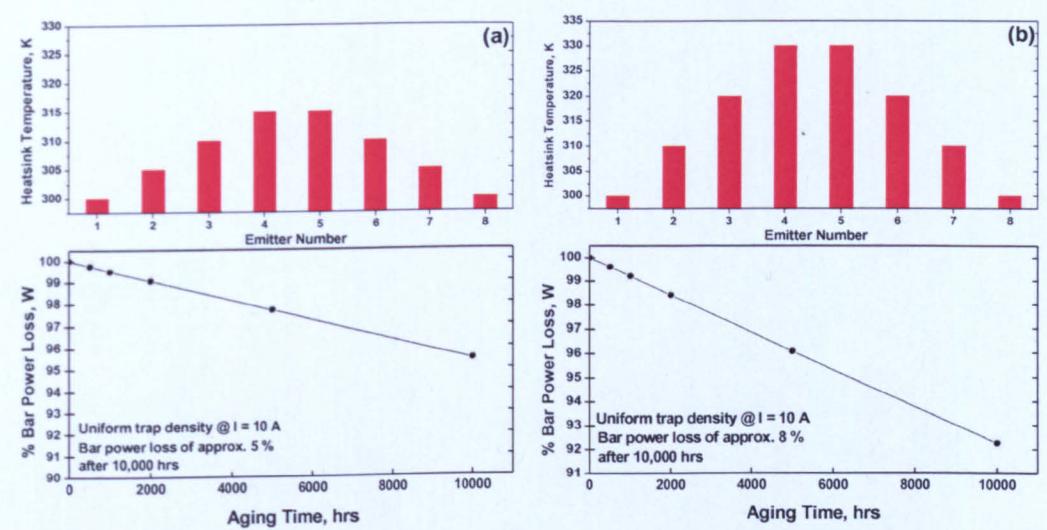 (a)
Heatsink Temperature, K
330
320
315
310
305
300
1 2 3 4 5 6 7 8
Emitter Number
% Bar Power Loss, W
100
99
98
97
96
95
94
93
92
91
90
Uniform trap density @ I = 10 A
Bar power loss of approx. 5 %
after 10,000 hrs
0 2000 4000 6000 8000 10000
Aging Time, hrs
(b)
Heatsink Temperature, K
335
330
325
320
315
310
305
300
1 2 3 4 5 6 7 8
Emitter Number
% Bar Power Loss, W
100
99
98
96
95
94
93
92
91
Uniform trap density @ I = 10 A
Bar power loss of approx. 8 %
after 10,000 hrs
0 2000 4000 6000 8000 10000
Aging Time, hrs